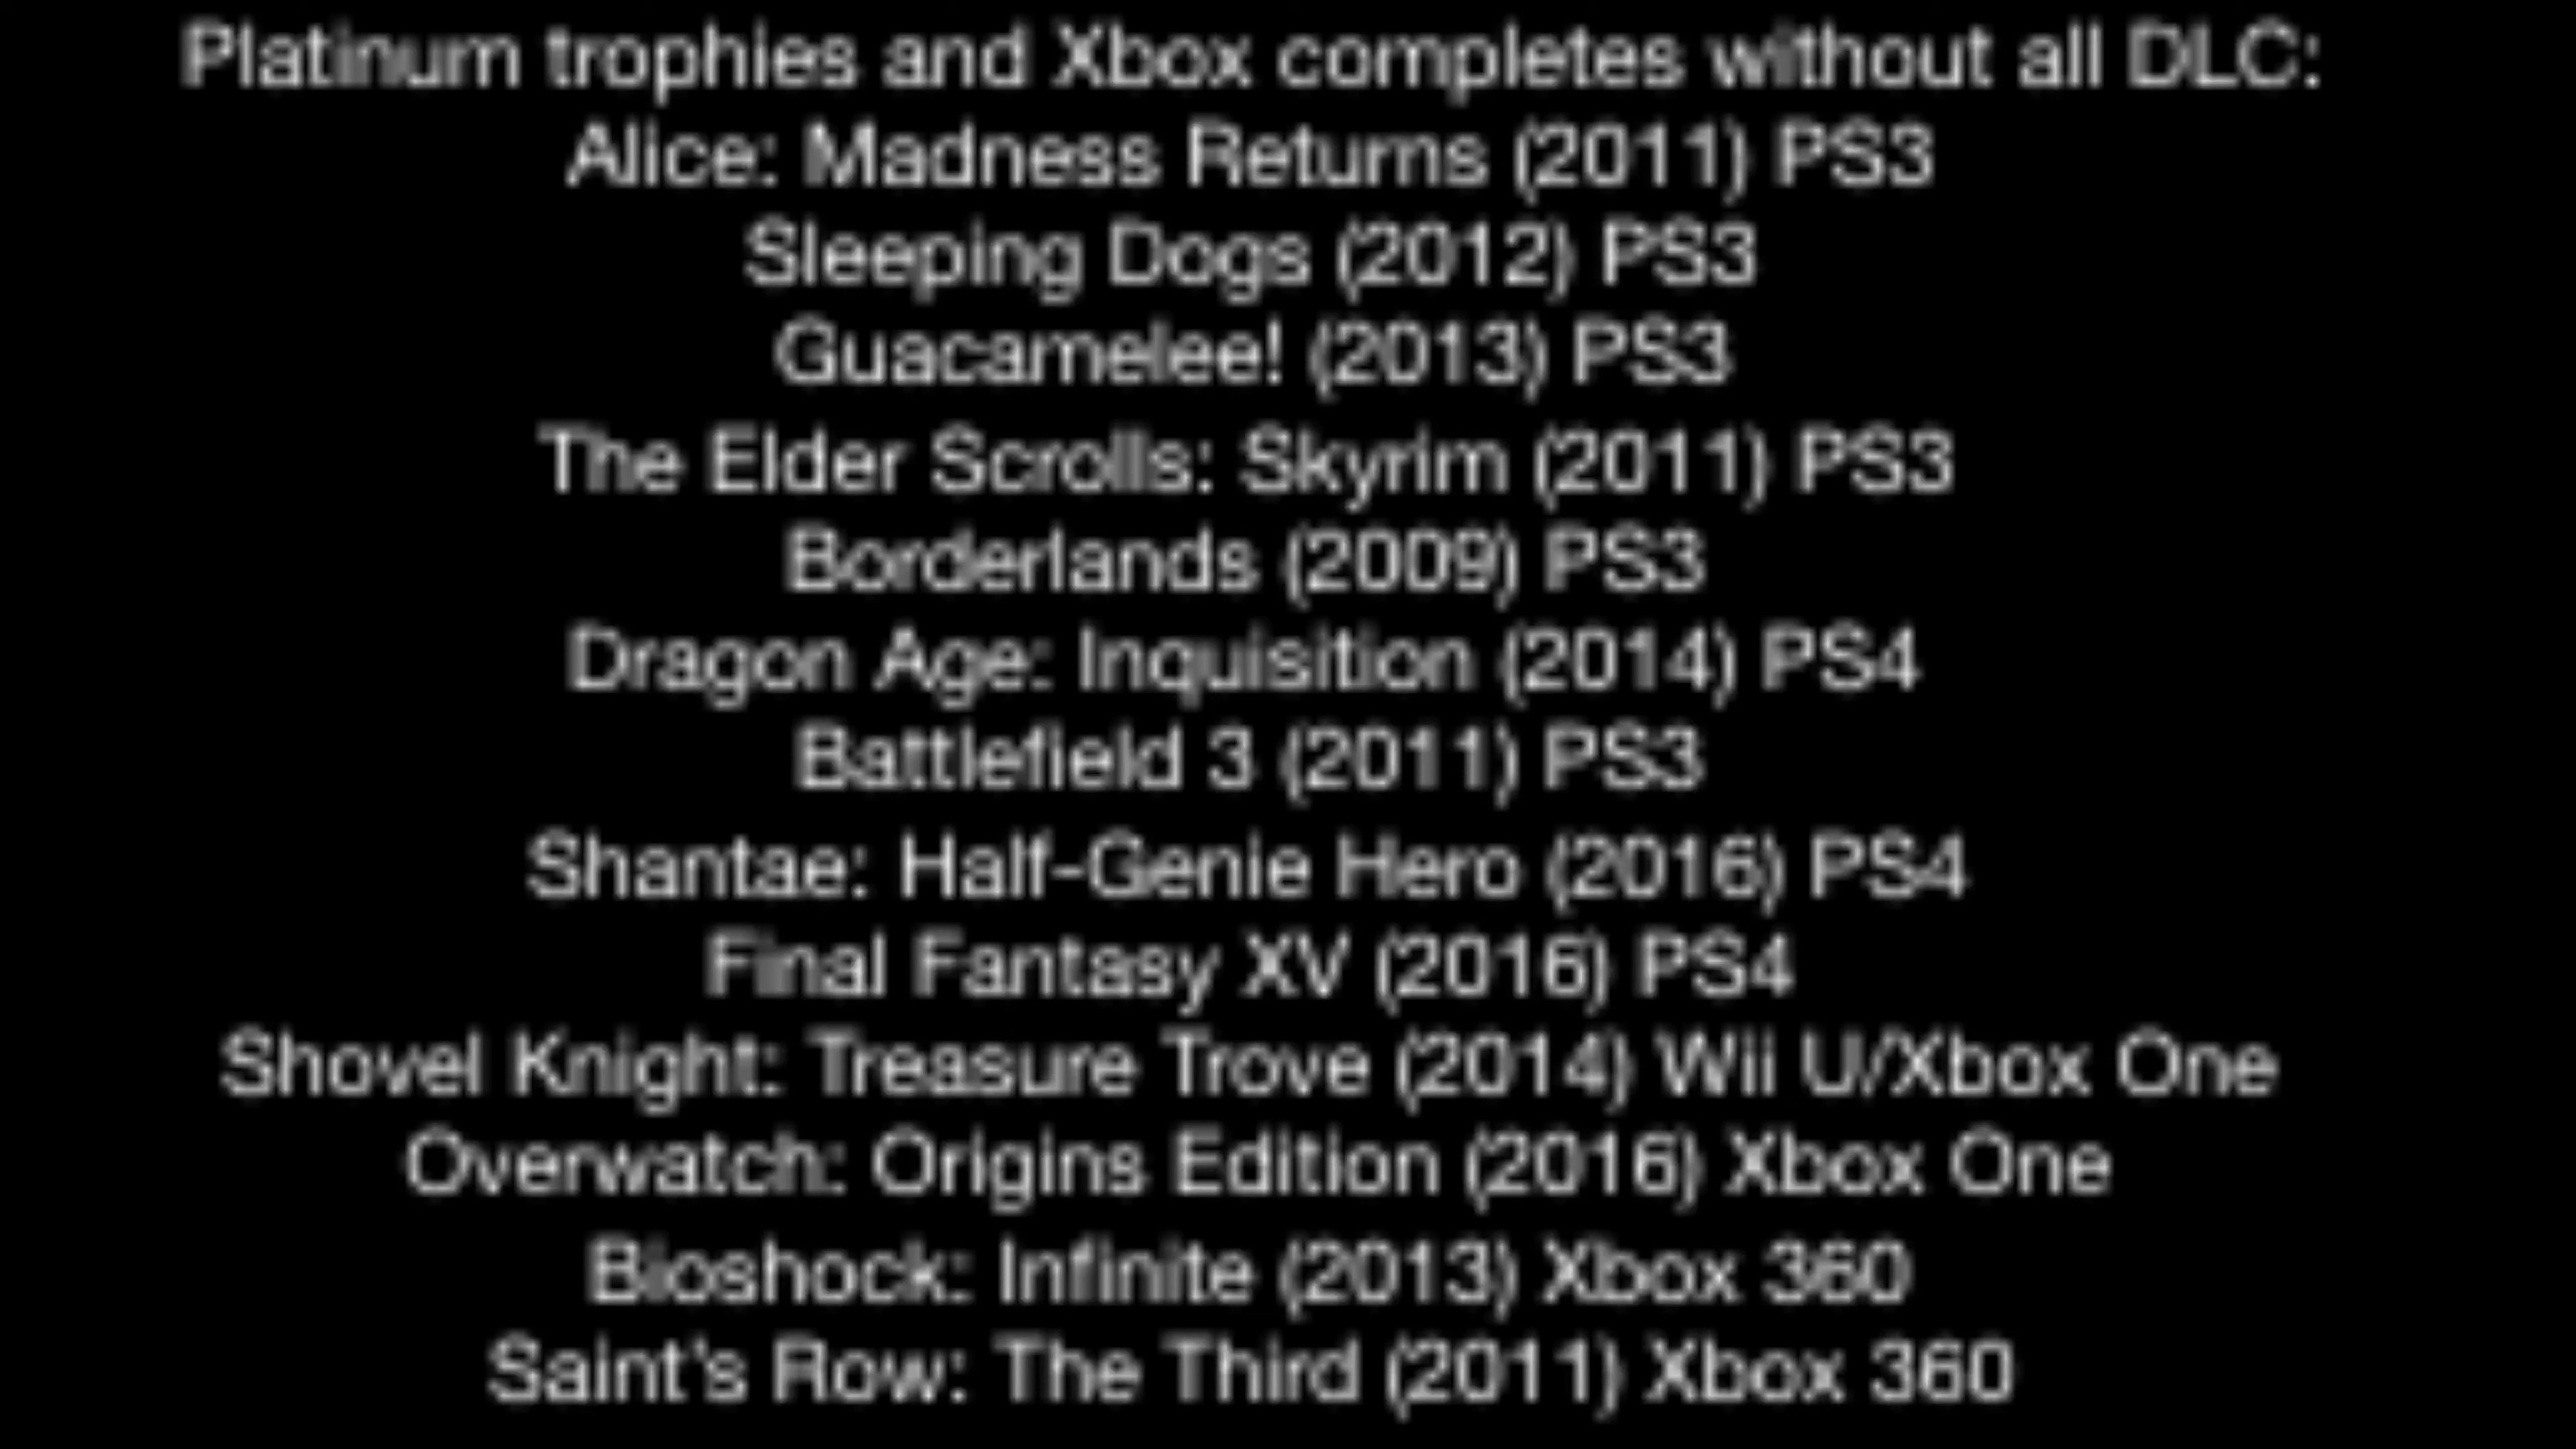 Platinum trophies and Xbox completes without all DLC:
Alice: Madness Returns (2011) PS3
Sleeping Dogs (2012) PS3
Guacamelee! (2013) PS3
The Elder Scrolls: Skyrim (2011) PS3
Borderlands (2009) PS3
Dragon Age: Inquisition (2014) PS4
Battlefield 3 (2011) PS3
Shantae: Half-Genie Hero (2016) PS4
Final Fantasy XV (2016) PS4
Shovel Knight: Treasure Trove (2014) Wii U/Xbox One
Overwatch: Origins Edition (2016) Xbox One
Bioshock: Infinite (2013) Xbox 360
Saint's Row: The Third (2011) Xbox 360